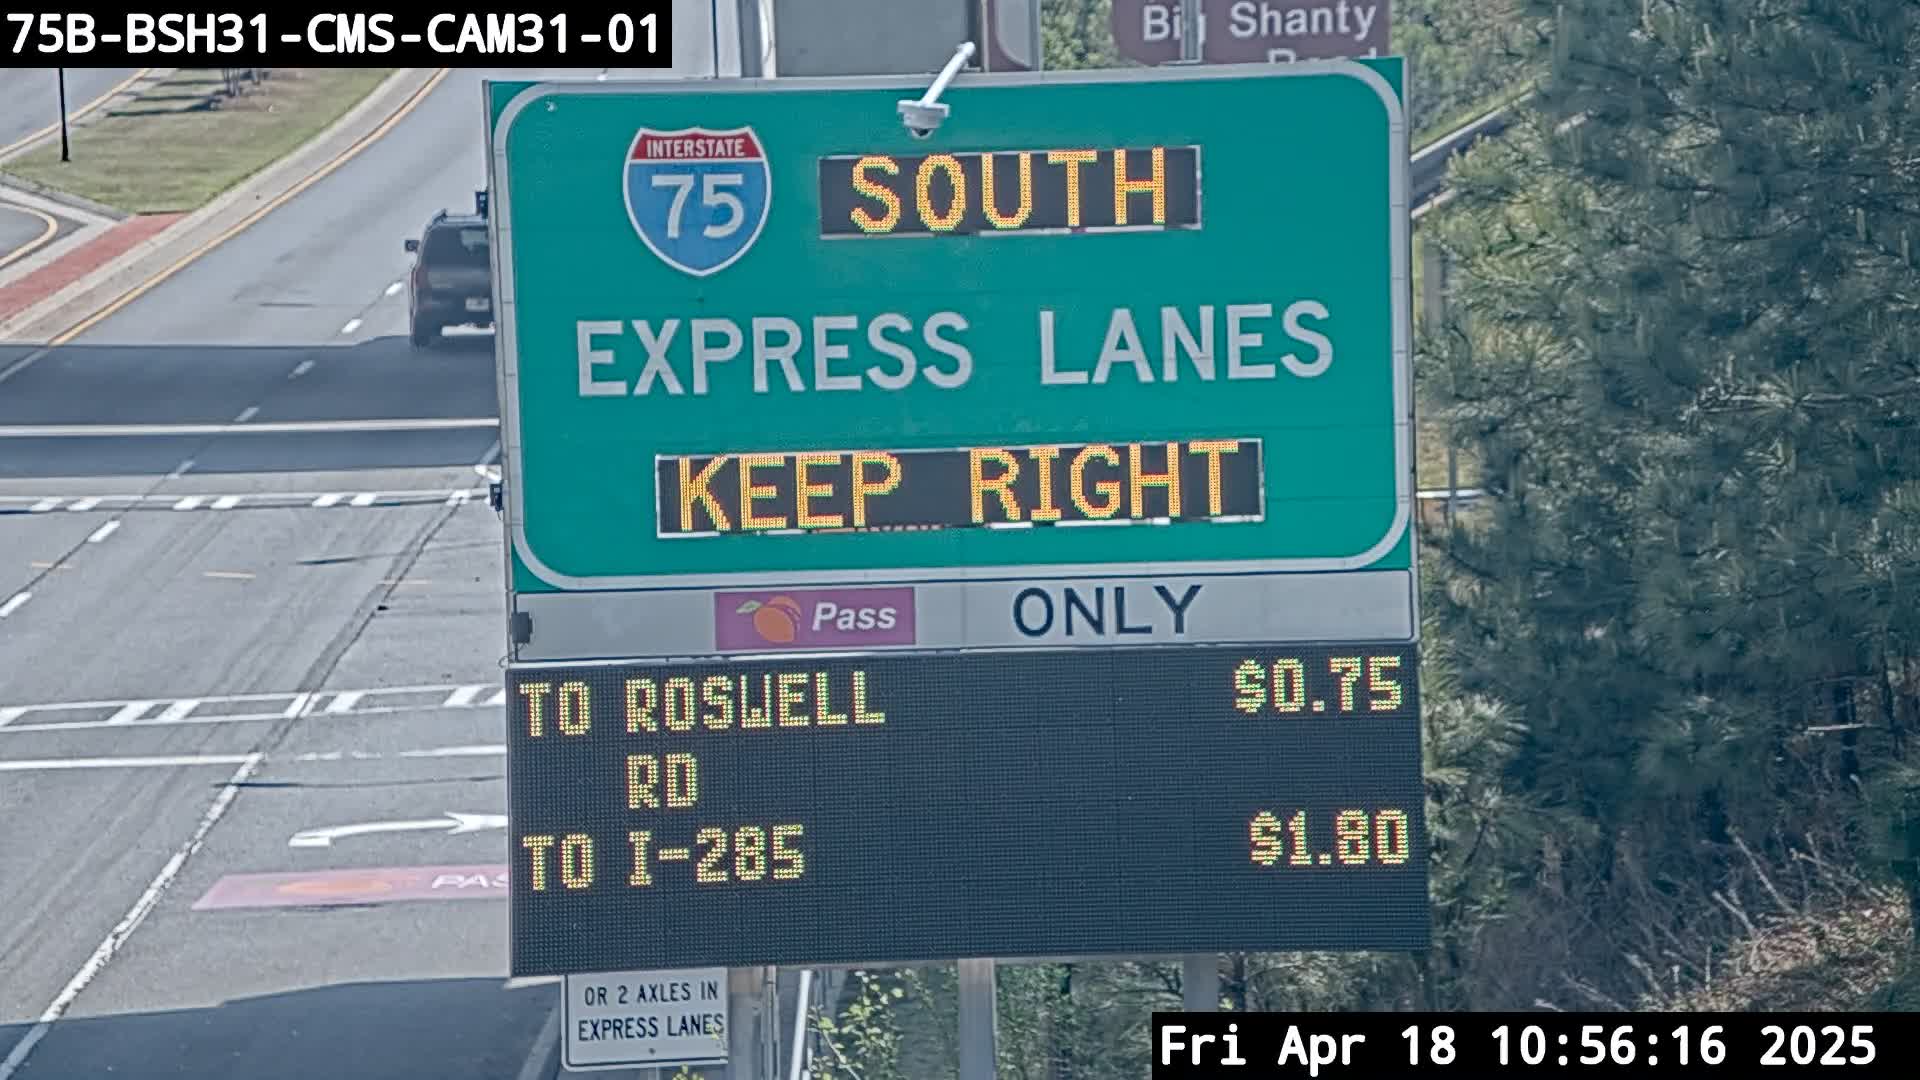 75B-BSH31-CMS-CAM31-01
Big Shanty
Road
INTERSTATE
75
SOUTH
EXPRESS LANES
KEEP RIGHT
Pass ONLY
TO ROSWELL $0.75
RD
TO I-285 $1.80
PAS
OR 2 AXLES IN
EXPRESS LANES
Fri Apr 18 10:56:16 2025